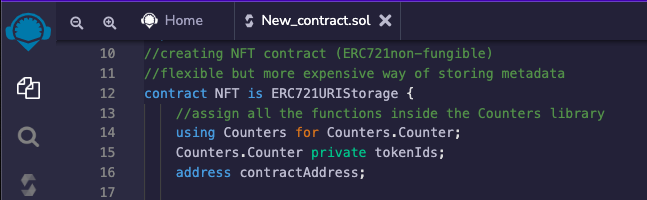 Home New_contract.sol
10 //creating NFT contract (ERC721non-fungible)
11 //flexible but more expensive way of storing metadata
12 contract NFT is ERC721URIStorage {
13 //assign all the functions inside the Counters library
14 using Counters for Counters.Counter;
15 Counters.Counter private tokenIds;
16 address contractAddress;
17